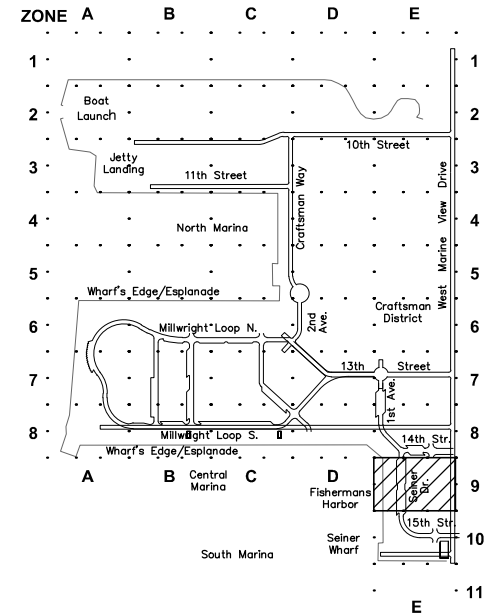 ZONE A B C D E
1 1
Boat
Launch
2 2
10th Street
Jetty
Landing
3 3
11th Street
Craftsman Way
West Marine View Drive
4 4
North Marina
5 5
Wharf's Edge/Esplanade
Craftsman
District
2nd
Ave.
6 6
Millwright Loop N.
13th Street
7 7
1st Ave.
8 8
Millwright Loop S.
14th Str.
Wharf's Edge/Esplanade
A B C D
Central
Marina
9 9
Seiner
Dr.
Fishermans
Harbor
15th Str.
Seiner
Wharf
10
South Marina
11
E